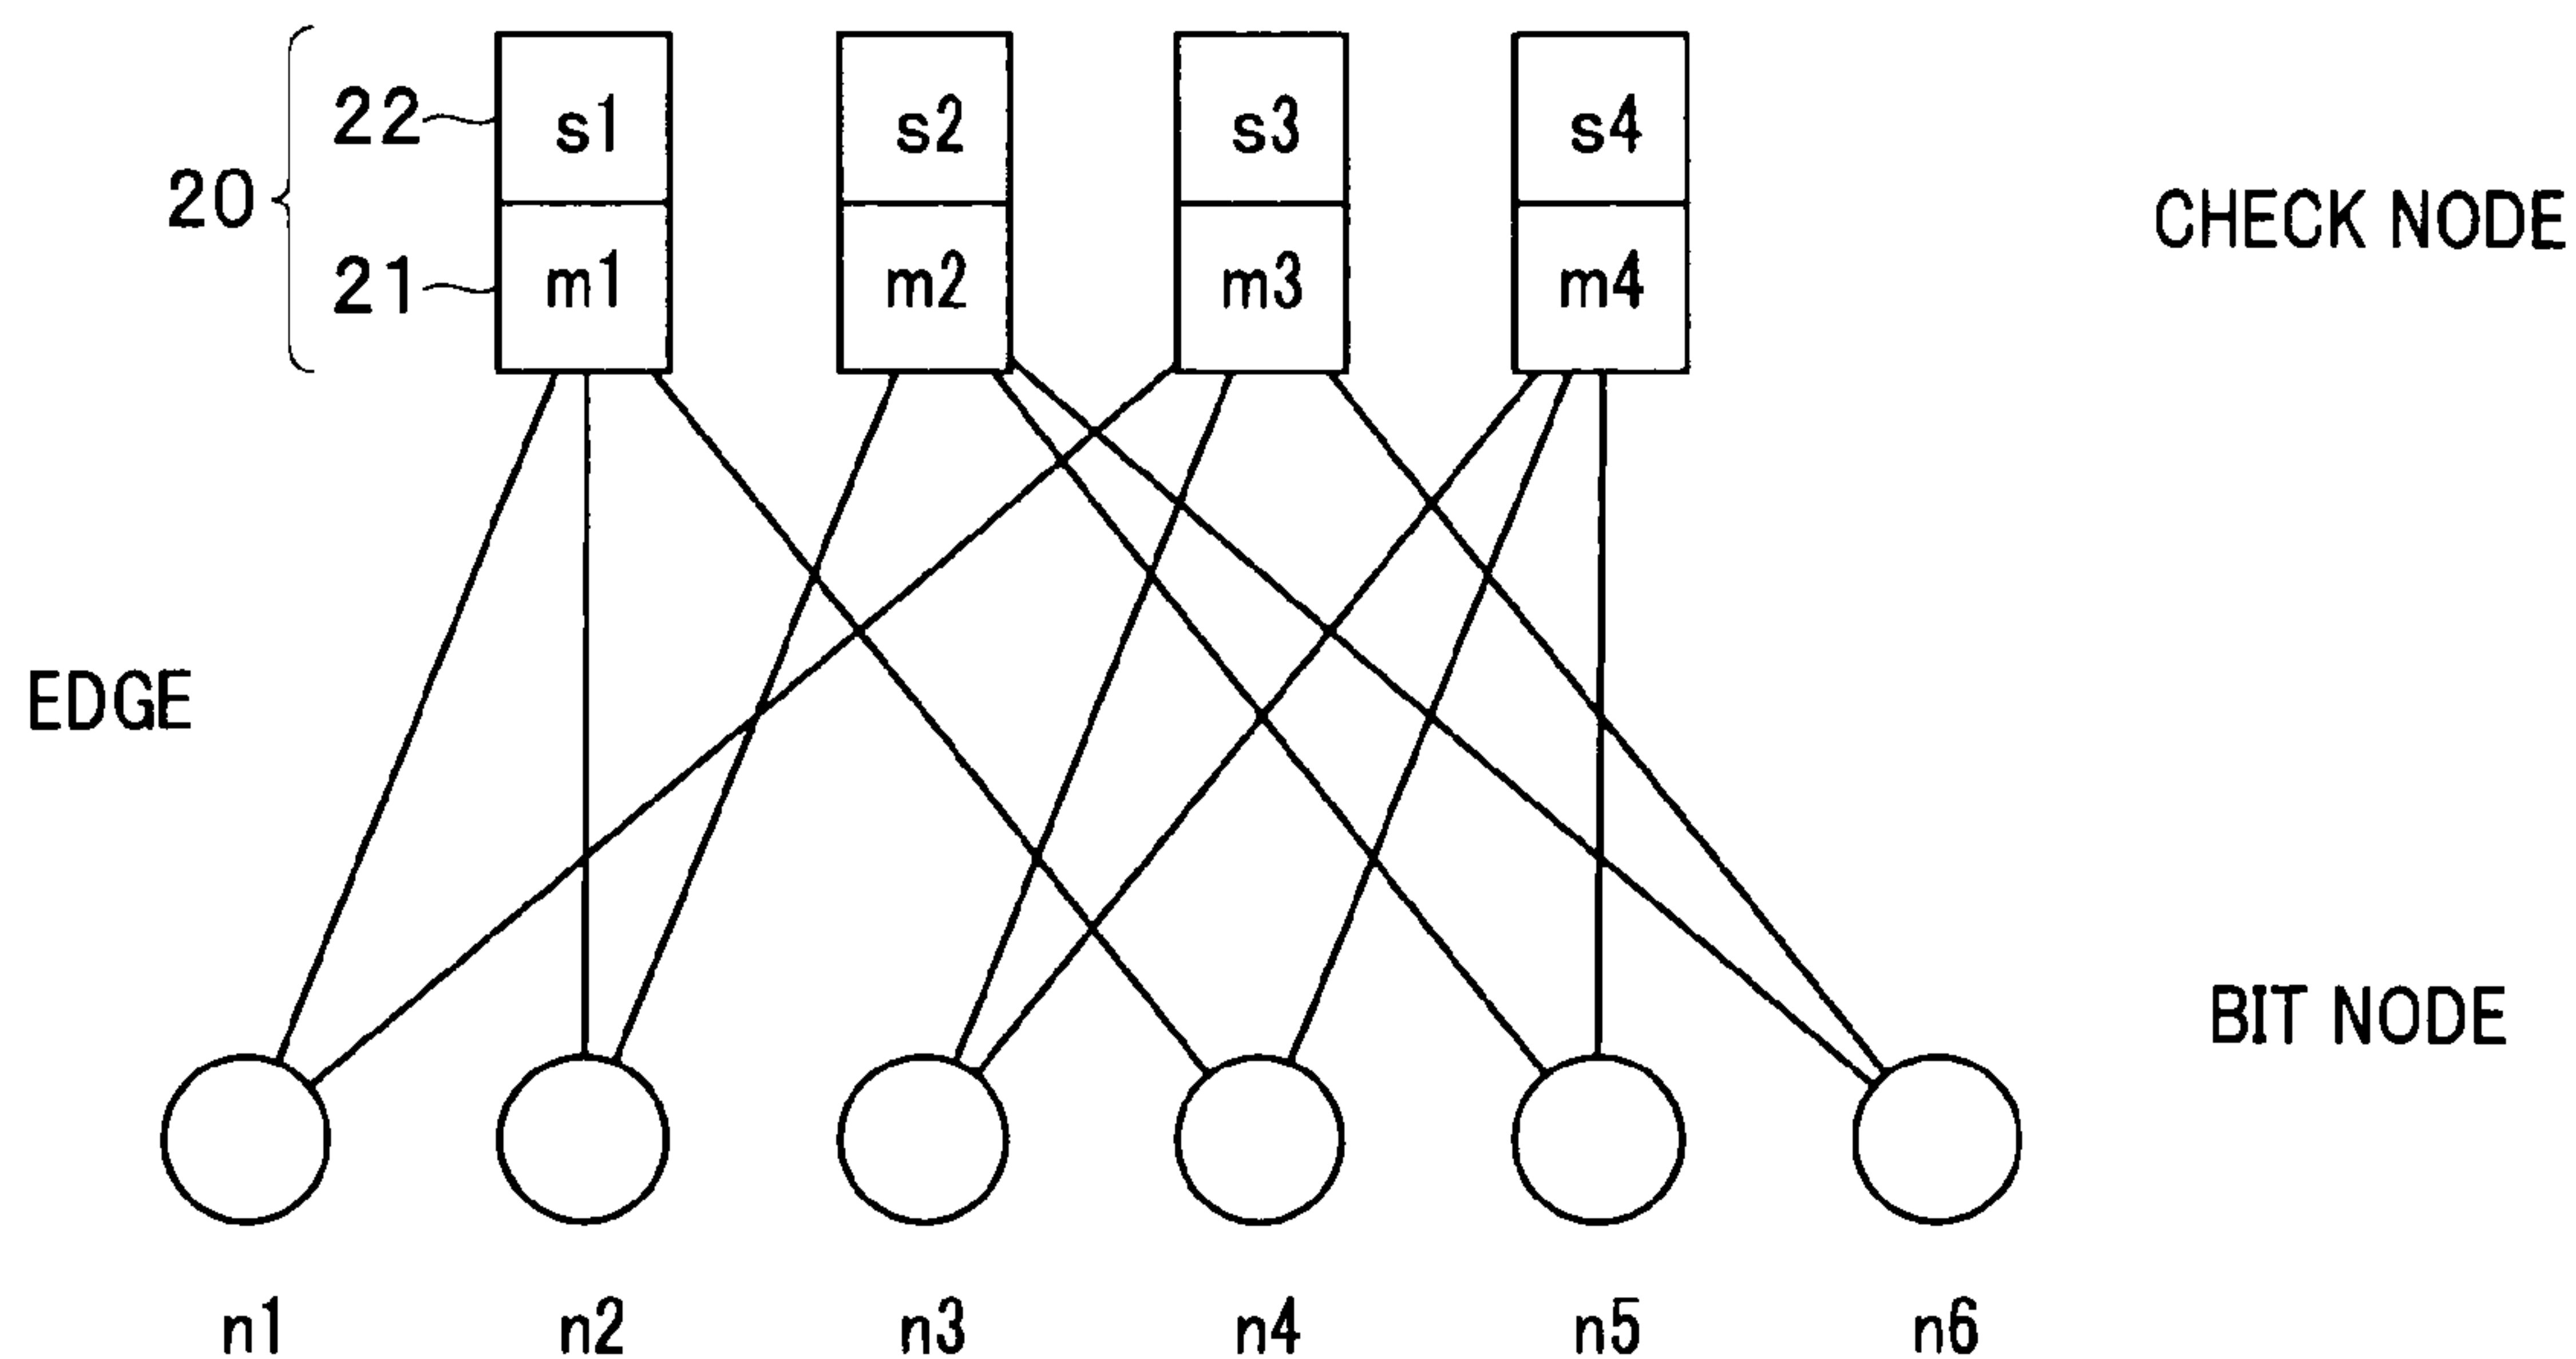 22 s1 s2 s3 s4
20 CHECK NODE
21 m1 m2 m3 m4
EDGE
BIT NODE
n1 n2 n3 n4 n5 n6